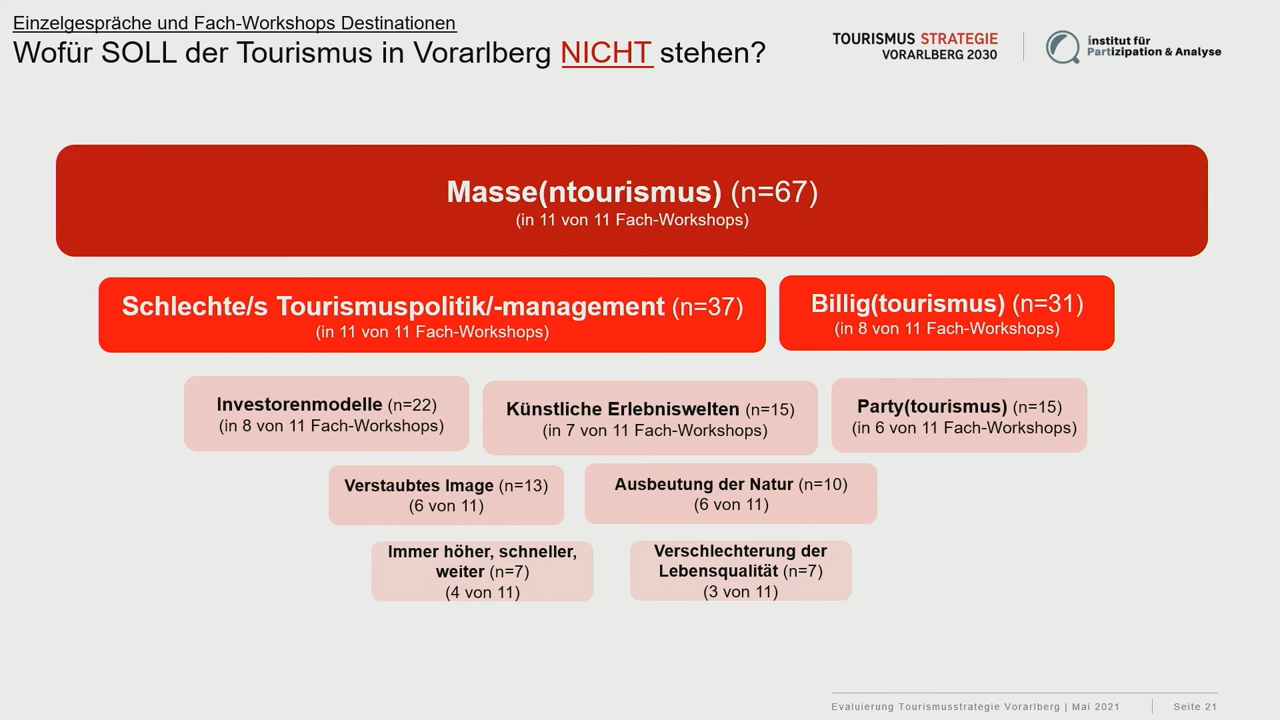 Einzelgespräche und Fach-Workshops Destinationen
Wofür SOLL der Tourismus in Vorarlberg NICHT stehen?
TOURISMUS STRATEGIE
VORARLBERG 2030
institut für
Partizipation & Analyse
Masse(ntourismus) (n=67)
(in 11 von 11 Fach-Workshops)
Schlechte/s Tourismuspolitik/-management (n=37)
(in 11 von 11 Fach-Workshops)
Billig(tourismus) (n=31)
(in 8 von 11 Fach-Workshops)
Investorenmodelle (n=22)
(in 8 von 11 Fach-Workshops)
Künstliche Erlebniswelten (n=15)
(in 7 von 11 Fach-Workshops)
Party(tourismus) (n=15)
(in 6 von 11 Fach-Workshops)
Verstaubtes Image (n=13)
(6 von 11)
Ausbeutung der Natur (n=10)
(6 von 11)
Immer höher, schneller,
weiter (n=7)
(4 von 11)
Verschlechterung der
Lebensqualität (n=7)
(3 von 11)
Evaluierung Tourismusstrategie Vorarlberg | Mai 2021 | Seite 21